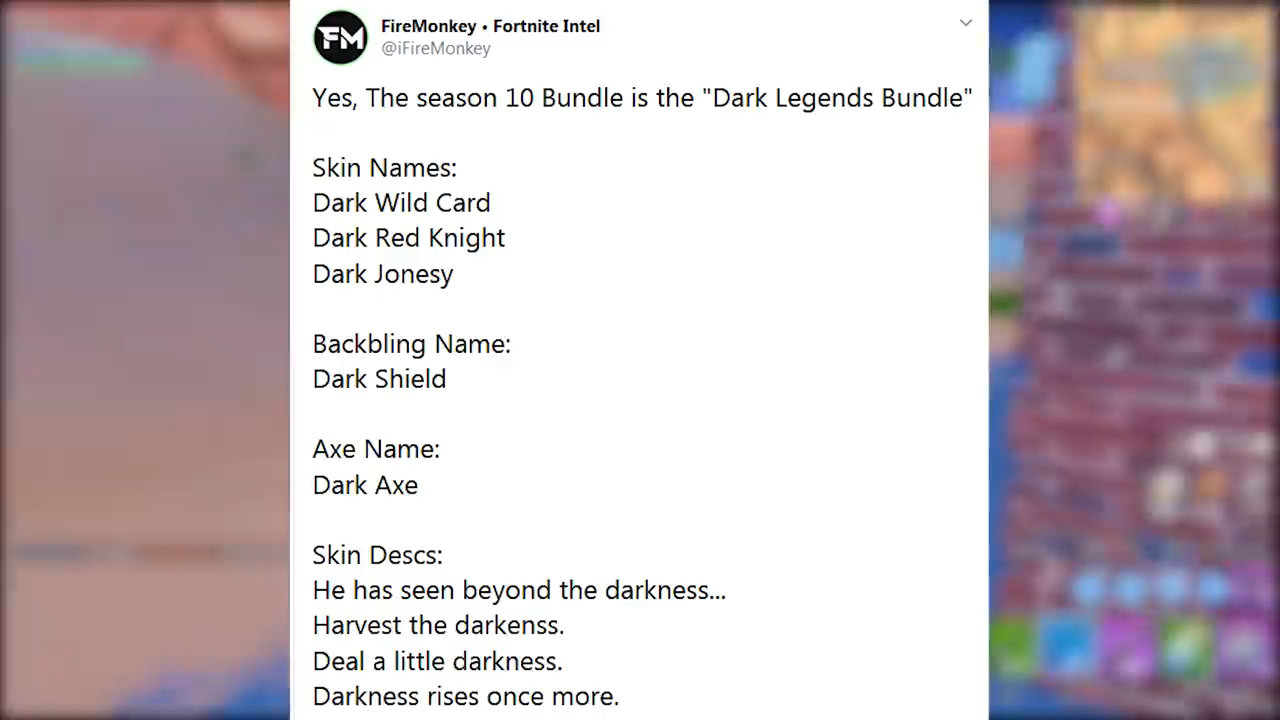 FM
FireMonkey • Fortnite Intel
@iFireMonkey
Yes, The season 10 Bundle is the "Dark Legends Bundle"
Skin Names:
Dark Wild Card
Dark Red Knight
Dark Jonesy
Backbling Name:
Dark Shield
Axe Name:
Dark Axe
Skin Descs:
He has seen beyond the darkness...
Harvest the darkenss.
Deal a little darkness.
Darkness rises once more.